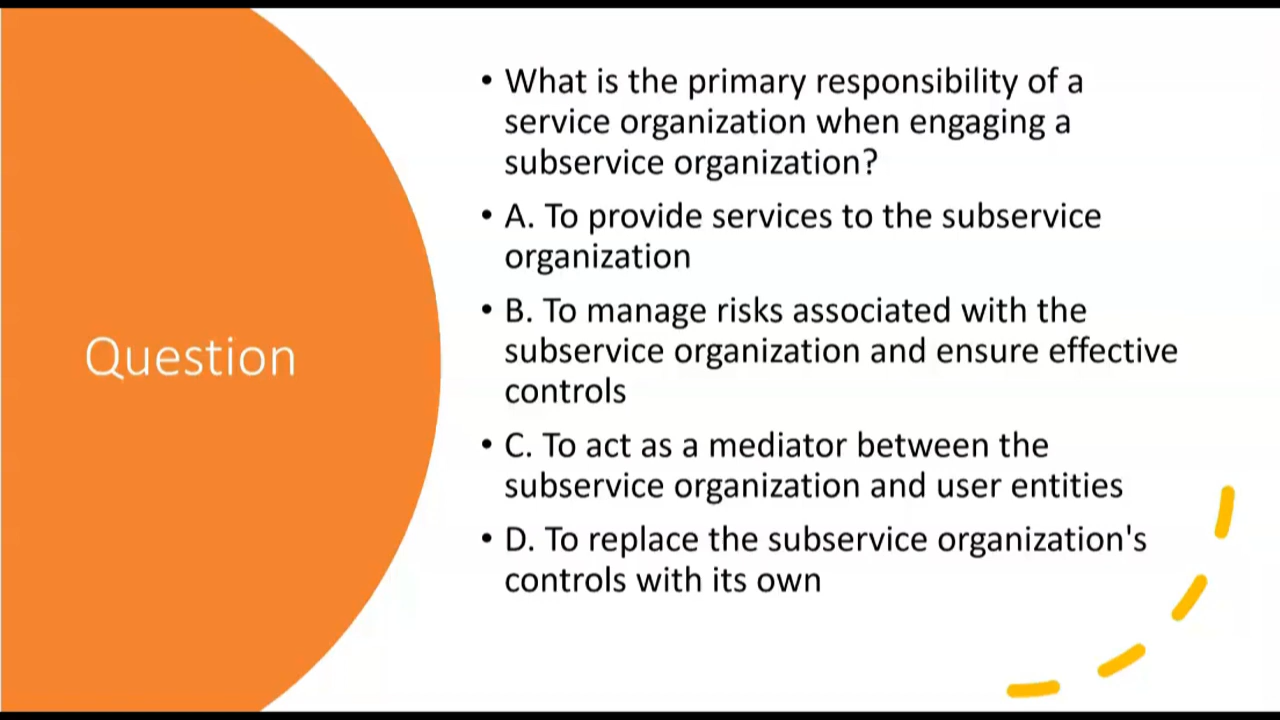 Question
• What is the primary responsibility of a
service organization when engaging a
subservice organization?
• A. To provide services to the subservice
organization
• B. To manage risks associated with the
subservice organization and ensure effective
controls
• C. To act as a mediator between the
subservice organization and user entities
• D. To replace the subservice organization's
controls with its own